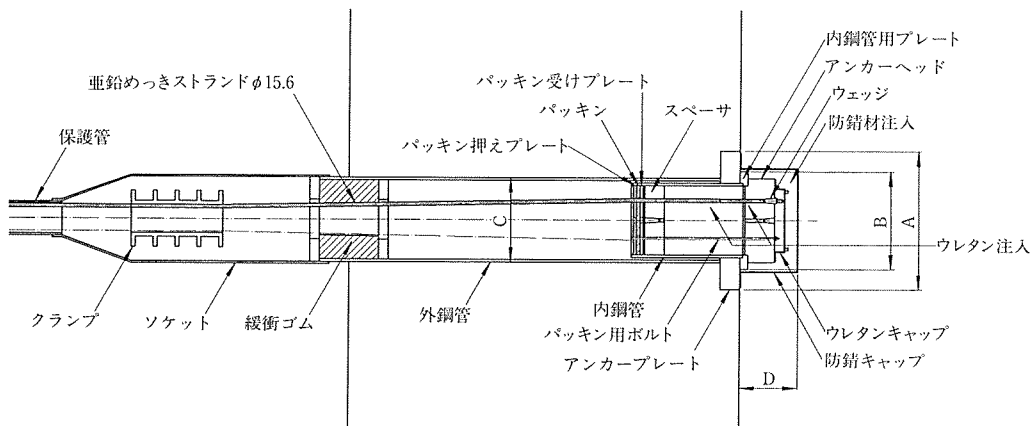 内鋼管用プレート
アンカーヘッド
ウェッジ
防錆材注入
パッキン受けプレート
パッキン
スペーサ
パッキン押えプレート
亜鉛めっきストランドφ15.6
保護管
C
B
A
ウレタン注入
クランプ
ソケット
緩衝ゴム
外鋼管
内鋼管
パッキン用ボルト
アンカープレート
ウレタンキャップ
防錆キャップ
D